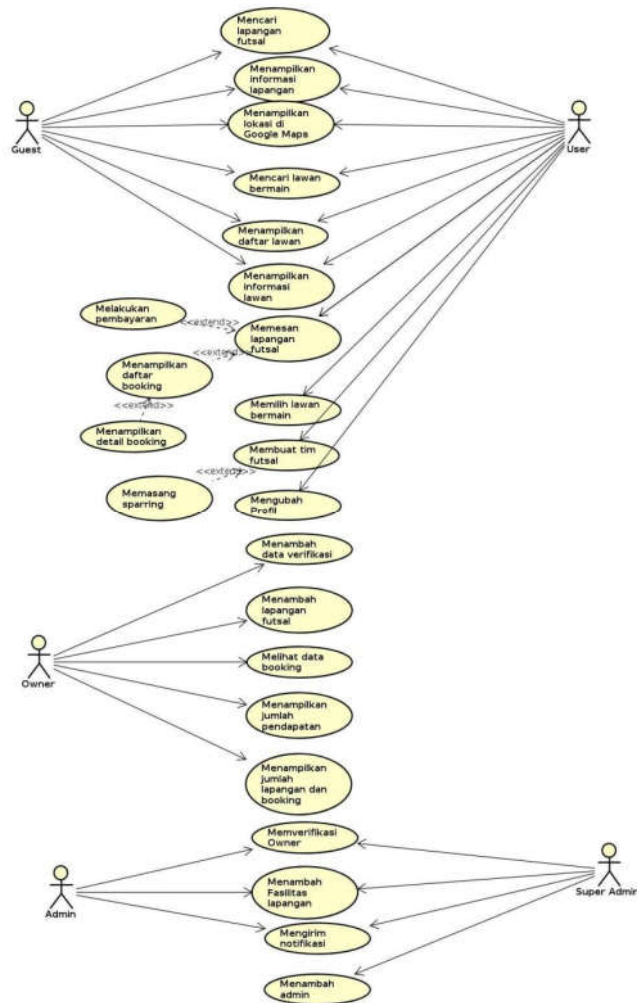 Mencari
lapangan
futsal
Menampilkan
informasi
lapangan
Menampilkan
lokasi di
Google Maps
Guest
User
Mencari lawan
bermain
Menampilkan
daftar lawan
Menampilkan
informasi
lawan
Melakukan
pembayaran
<<extend>>
Memesan
lapangan
futsal
<<extend>>
Menampilkan
daftar
booking
<<extend>>
Menampilkan
detail booking
Memilih lawan
bermain
Membuat tim
futsal
<<extend>>
Memasang
sparring
Mengubah
Profil
Menambah
data verifikasi
Menambah
lapangan
futsal
Owner
Melihat data
booking
Menampilkan
jumlah
pendapatan
Menampilkan
jumlah
lapangan dan
booking
Memverifikasi
Owner
Admin
Menambah
Fasilitas
lapangan
Super Admin
Mengirim
notifikasi
Menambah
admin